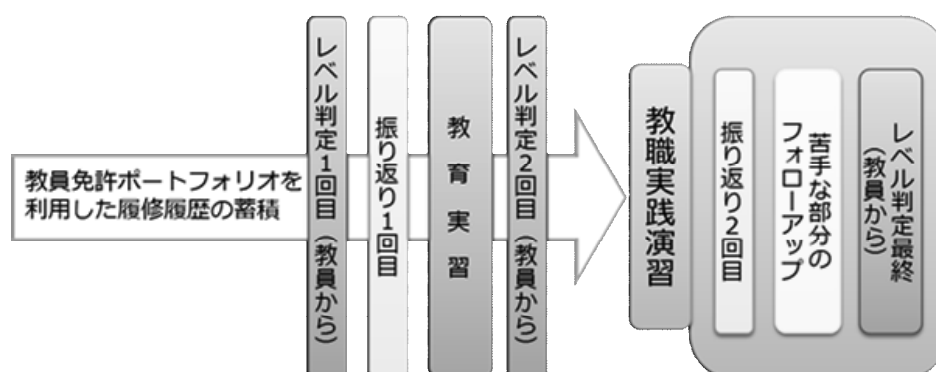 教員免許ポートフォリオを
利用した履修履歴の蓄積
レベル判定1回目（教員から）
振り返り1回目
教育実習
レベル判定2回目（教員から）
教職実践演習
振り返り2回目
苦手な部分の
フォローアップ
レベル判定最終
（教員から）